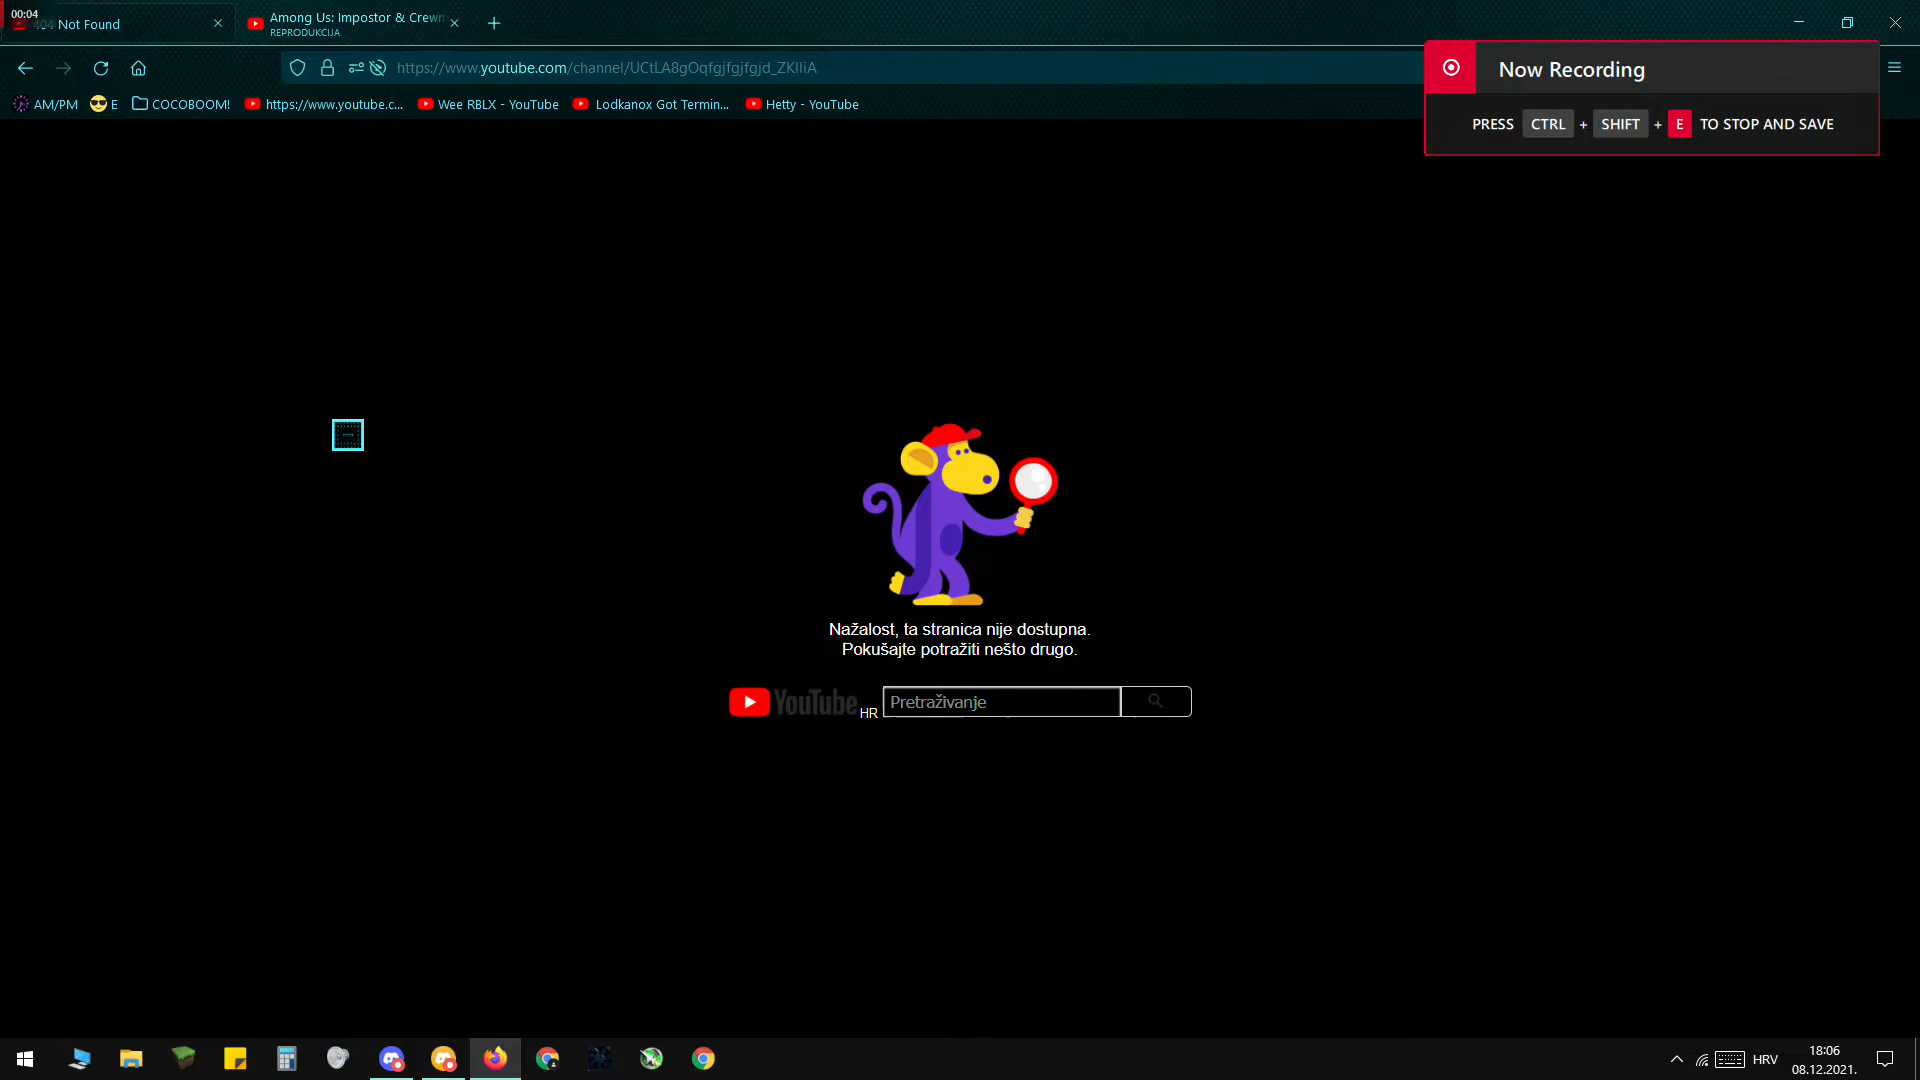 00:04
404 Not Found
Among Us: Impostor & Crewm
REPRODUKCIJA
https://www.youtube.com/channel/UCtLA8gOqfgjfgjfgjd_ZKIIiA
Now Recording
PRESS CTRL + SHIFT + E TO STOP AND SAVE
AM/PM E COCOBOOM! https://www.youtube.c... Wee RBLX - YouTube Lodkanox Got Termin... Hetty - YouTube
Nažalost, ta stranica nije dostupna.
Pokušajte potražiti nešto drugo.
YouTube HR Pretraživanje
HRV
18:06
08.12.2021.